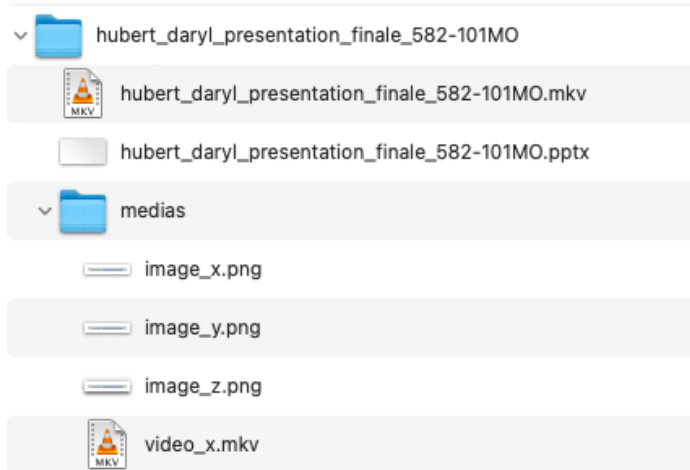 hubert_daryl_presentation_finale_582-101MO
MKV
hubert_daryl_presentation_finale_582-101MO.mkv
hubert_daryl_presentation_finale_582-101MO.pptx
medias
image_x.png
image_y.png
image_z.png
MKV
video_x.mkv